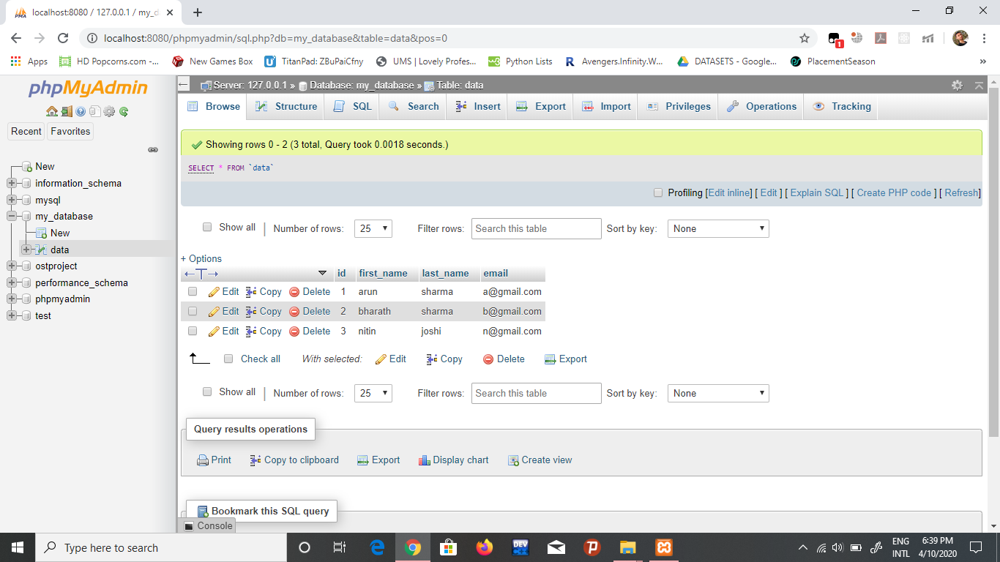 localhost:8080 / 127.0.0.1 / my_d
localhost:8080/phpmyadmin/sql.php?db=my_database&table=data&pos=0
1
Apps HD Popcorns.com -... New Games Box TitanPad: ZBuPaiCfny UMS | Lovely Profes... Python Lists Avengers.Infinity.W... DATASETS - Google... PlacementSeason »
phpMyAdmin
Recent Favorites
New
information_schema
mysql
my_database
New
data
ostproject
performance_schema
phpmyadmin
test
Server: 127.0.0.1 » Database: my_database » Table: data
Browse Structure SQL Search Insert Export Import Privileges Operations Tracking
Showing rows 0 - 2 (3 total, Query took 0.0018 seconds.)
SELECT * FROM `data`
Profiling [Edit inline] [ Edit ] [ Explain SQL ] [ Create PHP code ] [ Refresh]
Show all | Number of rows: 25 Filter rows: Search this table Sort by key: None
+ Options
←T→ id first_name last_name email
Edit Copy Delete 1 arun sharma a@gmail.com
Edit Copy Delete 2 bharath sharma b@gmail.com
Edit Copy Delete 3 nitin joshi n@gmail.com
Check all With selected: Edit Copy Delete Export
Show all | Number of rows: 25 Filter rows: Search this table Sort by key: None
Query results operations
Print Copy to clipboard Export Display chart Create view
Bookmark this SQL query
Console
Type here to search
DEV
ENG
INTL
6:39 PM
4/10/2020